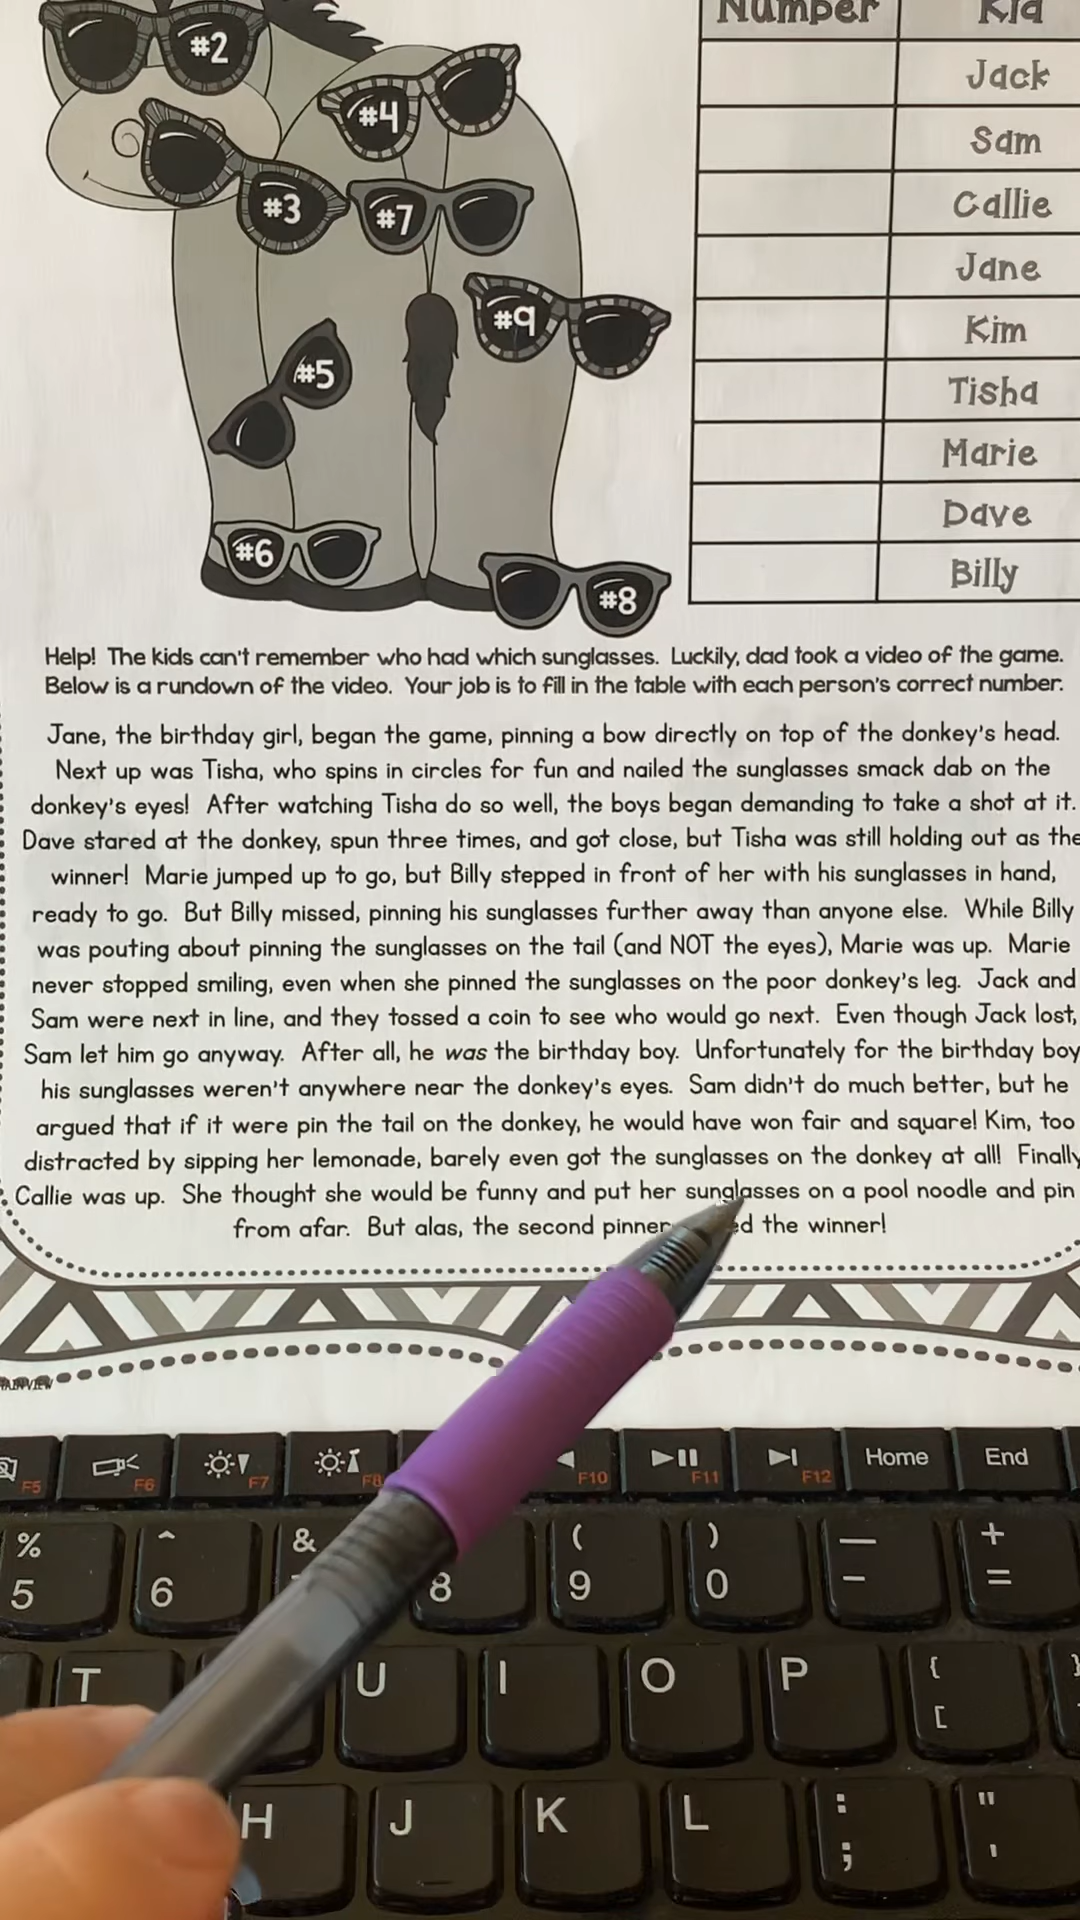 Number Kid
#2
Jack
#4
Sam
#3
#7
Callie
Jane
#9
Kim
#5
Tisha
Marie
Dave
#6
Billy
#8
Help! The kids can't remember who had which sunglasses. Luckily, dad took a video of the game.
Below is a rundown of the video. Your job is to fill in the table with each person's correct number.
Jane, the birthday girl, began the game, pinning a bow directly on top of the donkey's head.
Next up was Tisha, who spins in circles for fun and nailed the sunglasses smack dab on the
donkey's eyes! After watching Tisha do so well, the boys began demanding to take a shot at it.
Dave stared at the donkey, spun three times, and got close, but Tisha was still holding out as the
winner! Marie jumped up to go, but Billy stepped in front of her with his sunglasses in hand,
ready to go. But Billy missed, pinning his sunglasses further away than anyone else. While Billy
was pouting about pinning the sunglasses on the tail (and NOT the eyes), Marie was up. Marie
never stopped smiling, even when she pinned the sunglasses on the poor donkey's leg. Jack and
Sam were next in line, and they tossed a coin to see who would go next. Even though Jack lost,
Sam let him go anyway. After all, he was the birthday boy. Unfortunately for the birthday boy
his sunglasses weren't anywhere near the donkey's eyes. Sam didn't do much better, but he
argued that if it were pin the tail on the donkey, he would have won fair and square! Kim, too
distracted by sipping her lemonade, barely even got the sunglasses on the donkey at all! Finally
Callie was up. She thought she would be funny and put her sunglasses on a pool noodle and pin
from afar. But alas, the second pinner the winner!
F5 F6 F7 F8 F10 F11 F12 Home End
% ^ & ( ) — +
5 6 8 9 0 - =
T U I O P { [
H J K L : ; " '